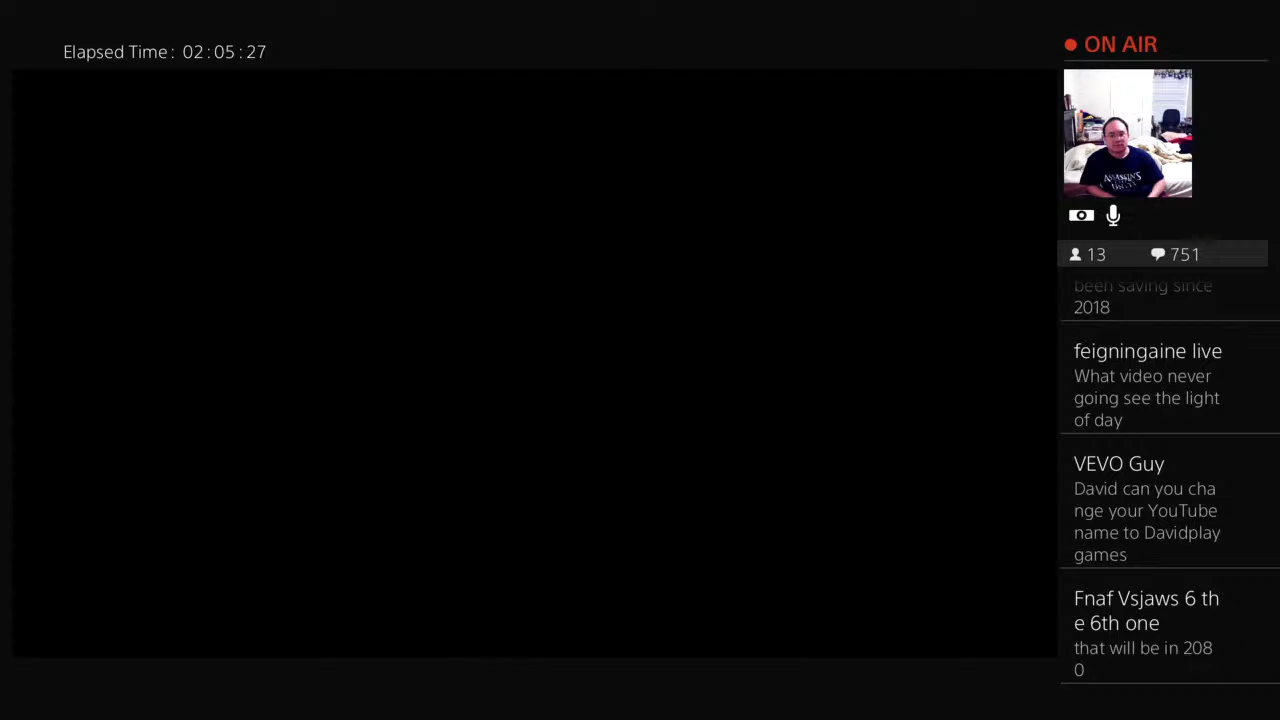 Elapsed Time: 02:05:27
ON AIR
ASSASSIN'S
13 751
been saving since
2018
feigningaine live
What video never
going see the light
of day
VEVO Guy
David can you cha
nge your YouTube
name to Davidplay
games
Fnaf Vsjaws 6 th
e 6th one
that will be in 208
0